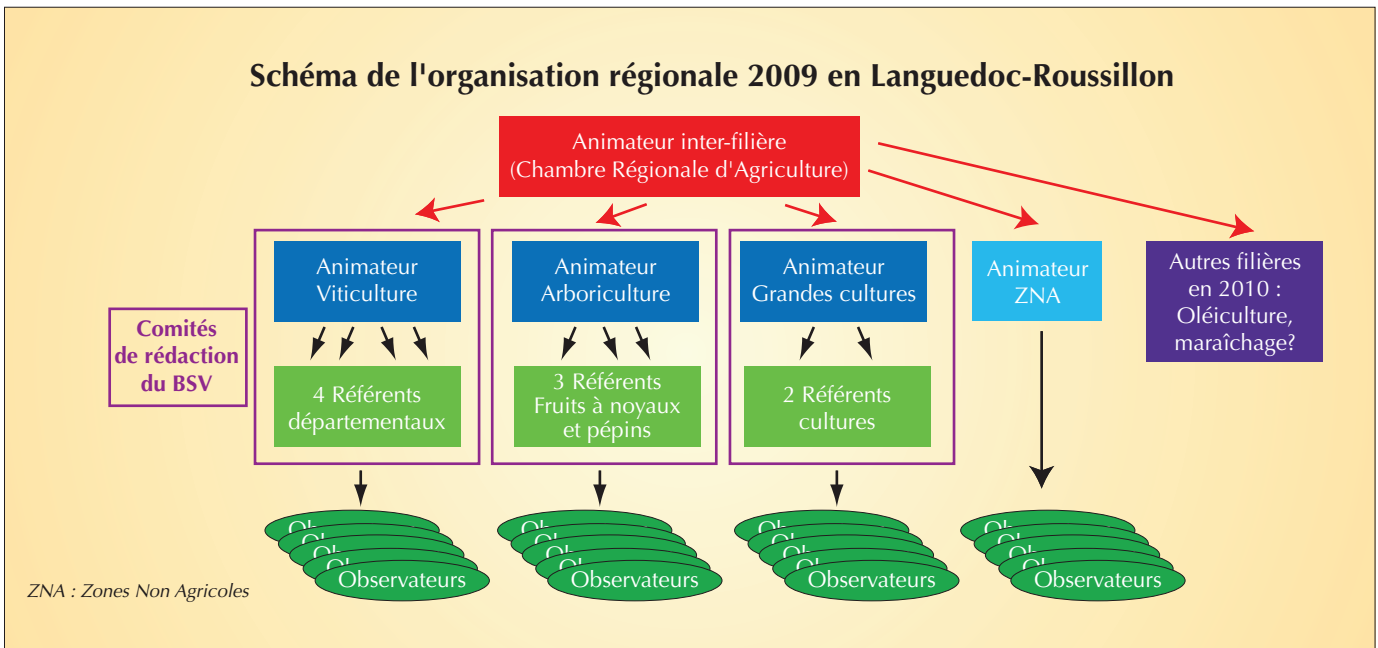 Schéma de l'organisation régionale 2009 en Languedoc-Roussillon
Animateur inter-filière
(Chambre Régionale d'Agriculture)
Animateur
Viticulture
Animateur
Arboriculture
Animateur
Grandes cultures
Animateur
ZNA
Autres filières
en 2010 :
Oléiculture,
maraîchage?
Comités
de rédaction
du BSV
4 Référents
départementaux
3 Référents
Fruits à noyaux
et pépins
2 Référents
cultures
Observateurs
Observateurs
Observateurs
Observateurs
ZNA : Zones Non Agricoles